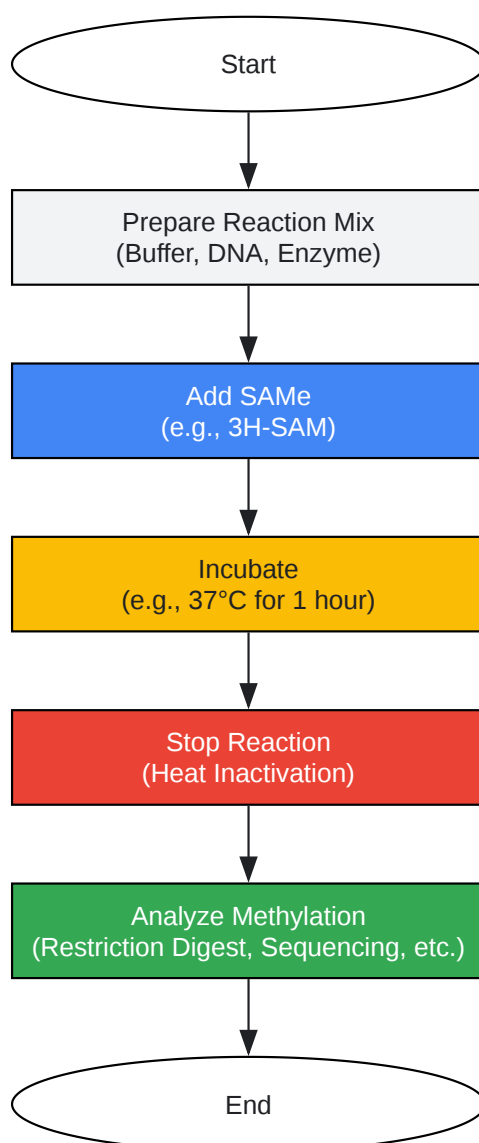 Start
Prepare Reaction Mix
(Buffer, DNA, Enzyme)
Add SAMe
(e.g., 3H-SAM)
Incubate
(e.g., 37°C for 1 hour)
Stop Reaction
(Heat Inactivation)
Analyze Methylation
(Restriction Digest, Sequencing, etc.)
End